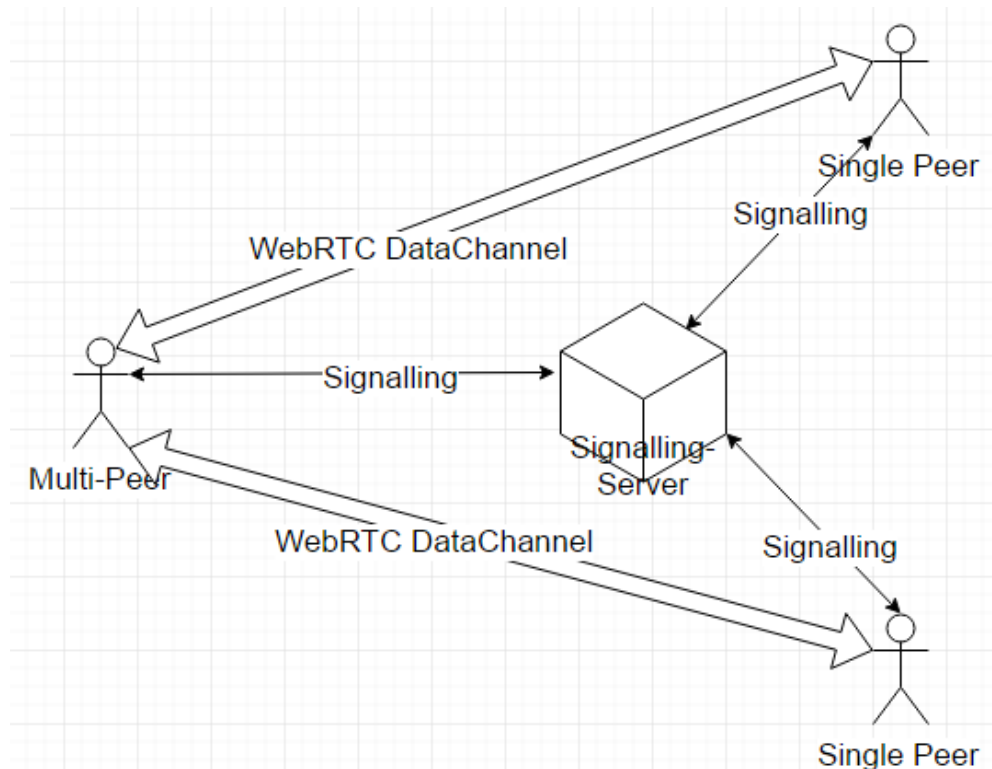 Single Peer
Signalling
WebRTC DataChannel
Signalling
Signalling-
Server
Multi-Peer
WebRTC DataChannel
Signalling
Single Peer